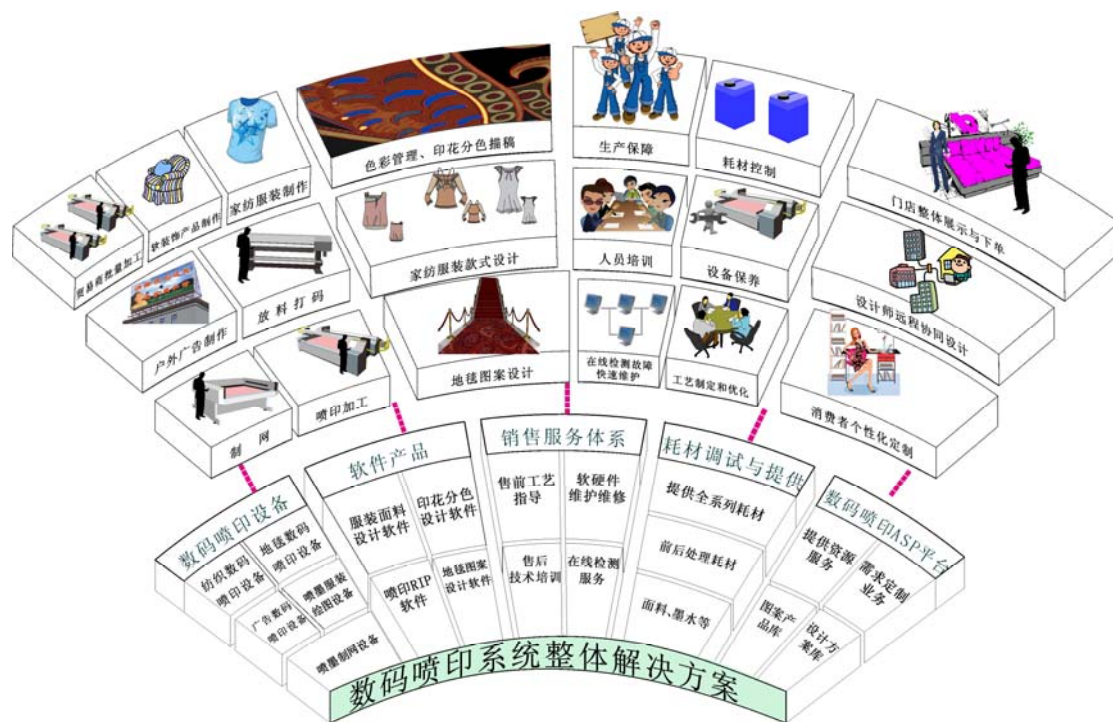 色彩管理、印花分色描稿
生产保障
耗材控制
门店整体展示与下单
家纺服装制作
软装饰产品制作
贸易商批量加工
家纺服装款式设计
人员培训
设备保养
设计师远程协同设计
放料打码
户外广告制作
地毯图案设计
在线检测故障
快速维护
工艺制定和优化
消费者个性化定制
喷印加工
制 网
数码喷印设备
纺织数码
喷印设备
地毯数码
喷印设备
广告数码
喷印设备
喷墨服装
绘图设备
喷墨制网设备
软件产品
服装面料
设计软件
印花分色
设计软件
喷印RIP
软件
地毯图案
设计软件
销售服务体系
售前工艺
指导
软硬件
维护维修
售后
技术培训
在线检测
服务
耗材调试与提供
提供全系列耗材
前后处理耗材
面料、墨水等
数码喷印ASP平台
提供资源
服务
需求定制
业务
图案产
品库
设计方
案库
数码喷印系统整体解决方案